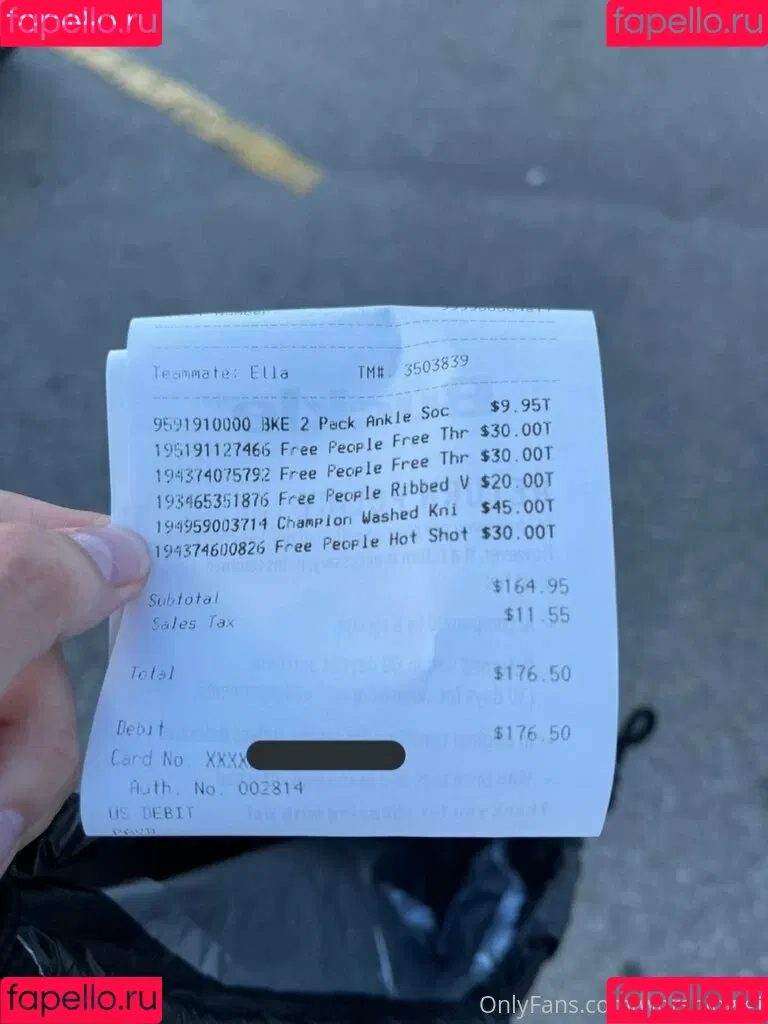 fapello.ru fapello.ru
Teammate: Ella TM#: 3503839
9591910000 BKE 2 Pack Ankle Soc $9.95T
195191127466 Free People Free Thr $30.00T
194374075792 Free People Free Thr $30.00T
193465351876 Free People Ribbed V $20.00T
194959003714 Champion Washed Kni $45.00T
194374600826 Free People Hot Shot $30.00T
Subtotal $164.95
Sales Tax $11.55
Total $176.50
Debit $176.50
Card No. XXXX
Auth. No. 002814
US DEBIT
fapello.ru fapello.ru